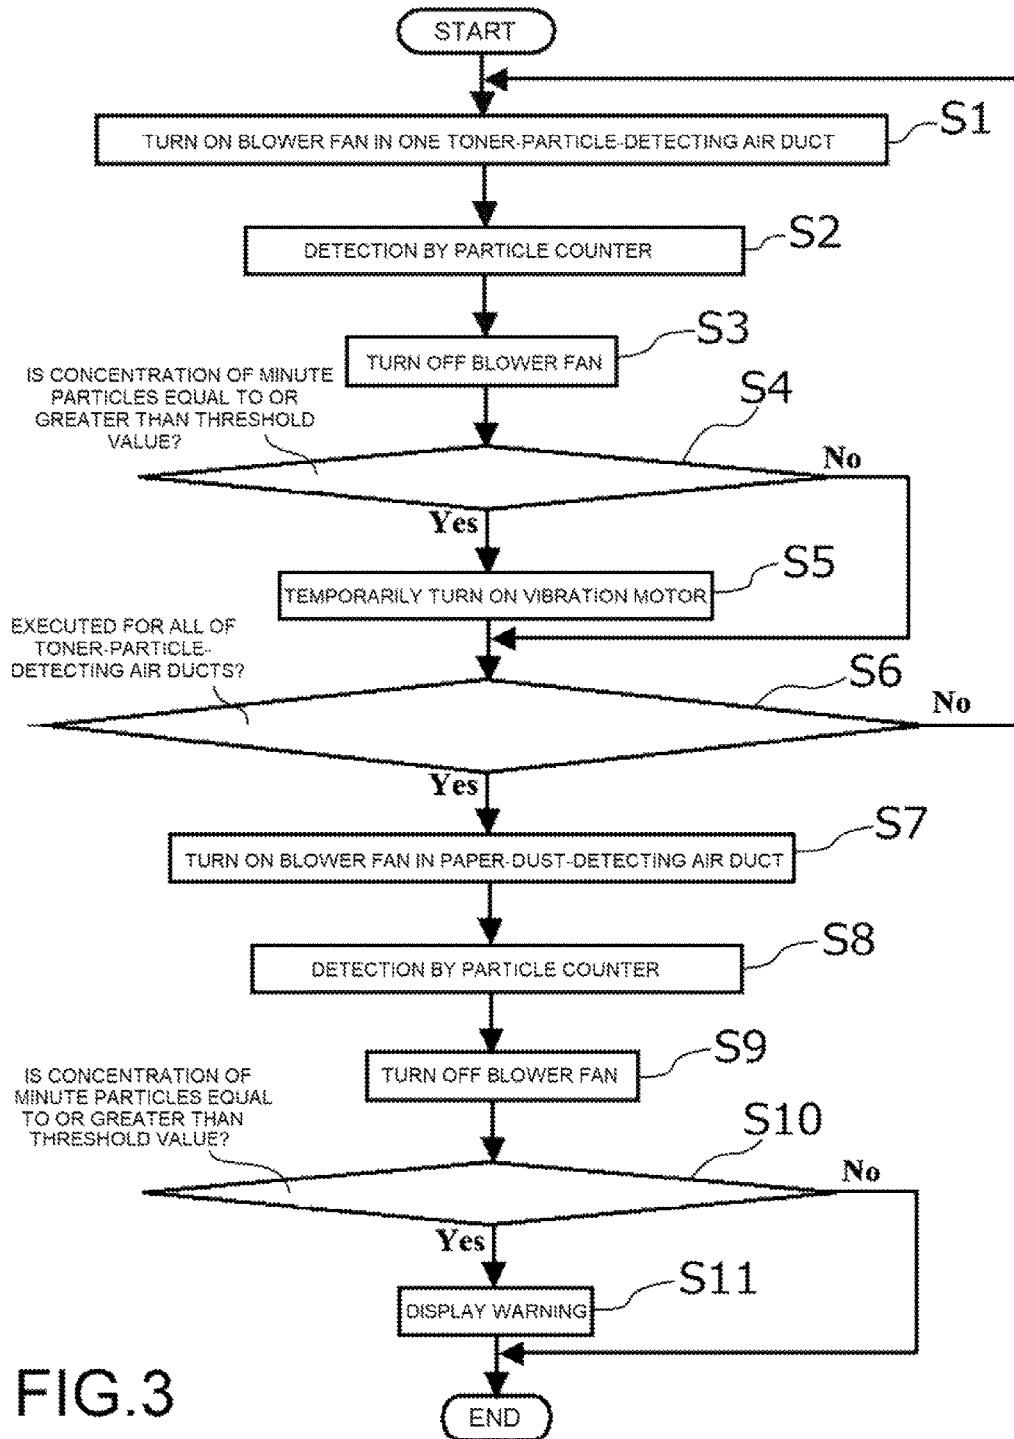 START
S1
TURN ON BLOWER FAN IN ONE TONER-PARTICLE-DETECTING AIR DUCT
S2
DETECTION BY PARTICLE COUNTER
S3
TURN OFF BLOWER FAN
IS CONCENTRATION OF MINUTE
PARTICLES EQUAL TO OR
GREATER THAN THRESHOLD
VALUE?
S4
No
Yes
S5
TEMPORARILY TURN ON VIBRATION MOTOR
EXECUTED FOR ALL OF
TONER-PARTICLE-
DETECTING AIR DUCTS?
S6
No
Yes
S7
TURN ON BLOWER FAN IN PAPER-DUST-DETECTING AIR DUCT
S8
DETECTION BY PARTICLE COUNTER
S9
TURN OFF BLOWER FAN
IS CONCENTRATION OF
MINUTE PARTICLES EQUAL
TO OR GREATER THAN
THRESHOLD VALUE?
S10
No
Yes
S11
DISPLAY WARNING
END
FIG.3